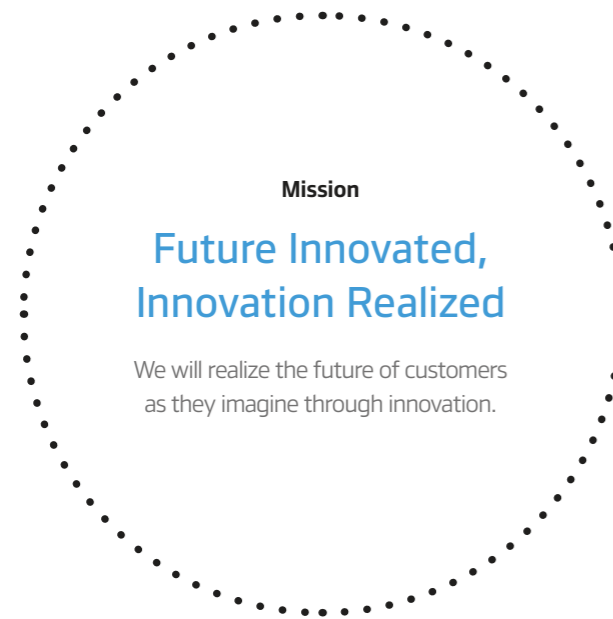 Mission
Future Innovated,
Innovation Realized
We will realize the future of customers
as they imagine through innovation.